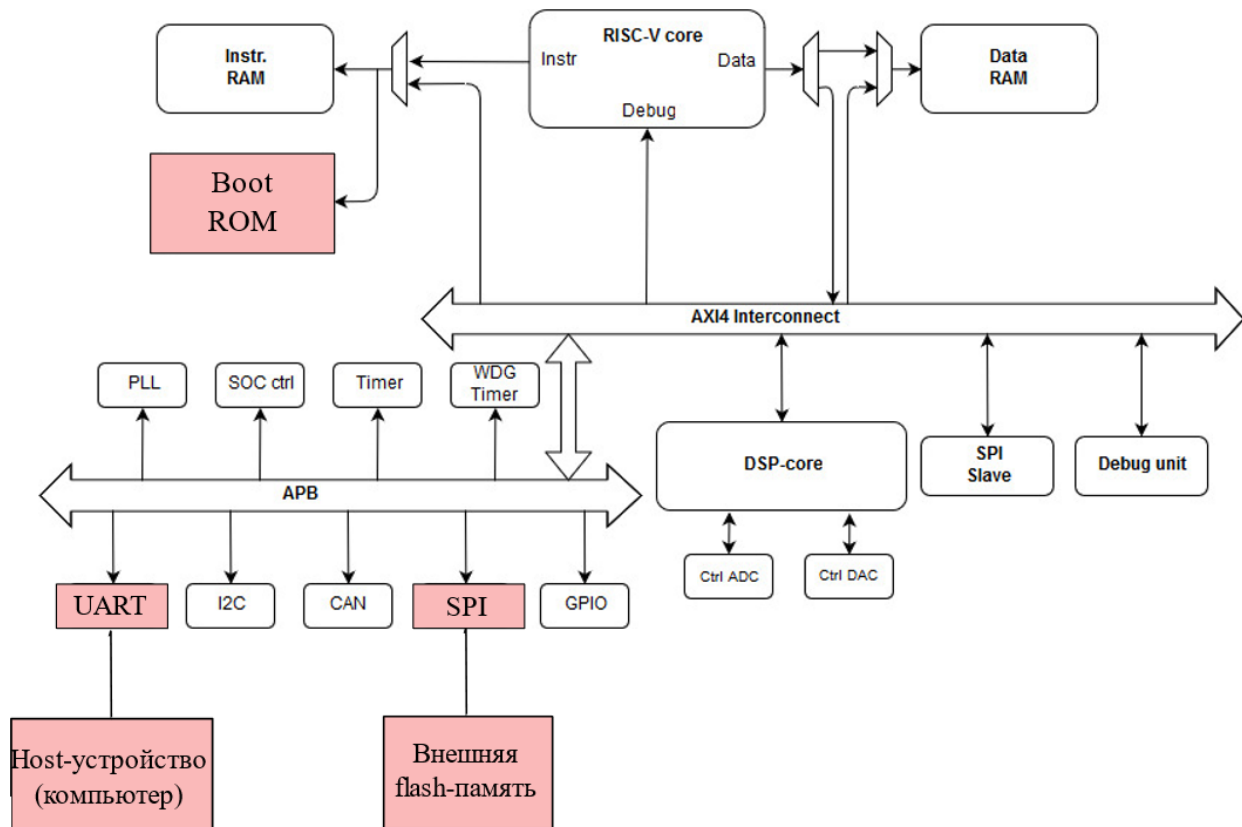 RISC-V core
Instr.
RAM
Instr
Data
Data
RAM
Debug
Boot
ROM
AXI4 Interconnect
PLL
SOC ctrl
Timer
WDG
Timer
DSP-core
SPI
Slave
Debug unit
APB
Ctrl ADC
Ctrl DAC
UART
I2C
CAN
SPI
GPIO
Host-устройство
(компьютер)
Внешняя
flash-память